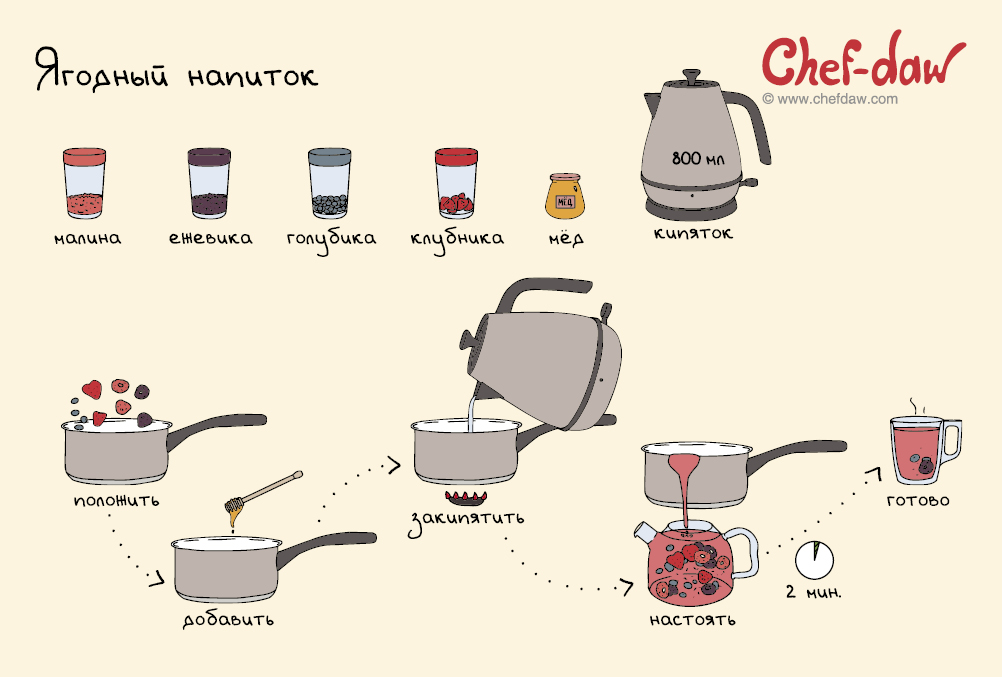 Ягодный напиток
Chef-daw
© www.chefdaw.com
800 мл
МЁД
малина
ежевика
голубика
клубника
мёд
кипяток
положить
добавить
закипятить
настоять
2 мин.
готово